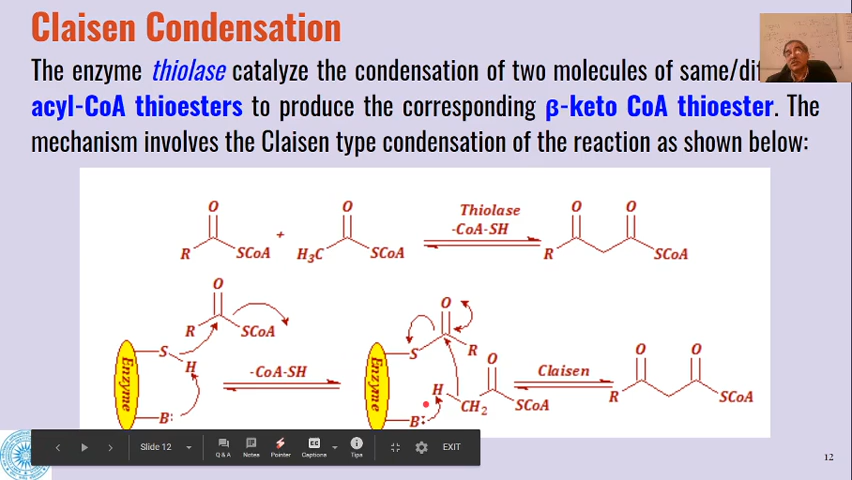 Claisen Condensation
The enzyme thiolase catalyze the condensation of two molecules of same/di
acyl-CoA thioesters to produce the corresponding β-keto CoA thioester. The
mechanism involves the Claisen type condensation of the reaction as shown below:
O O Thiolase O O
R SCoA + H3C SCoA -CoA-SH R SCoA
O
R SCoA
O
S
H
B:
Enzyme
-CoA-SH
S R O
H
CH2 SCoA
B:
Enzyme
Claisen
O O
R SCoA
Slide 12
Q & A Notes Pointer Captions Tips EXIT
12